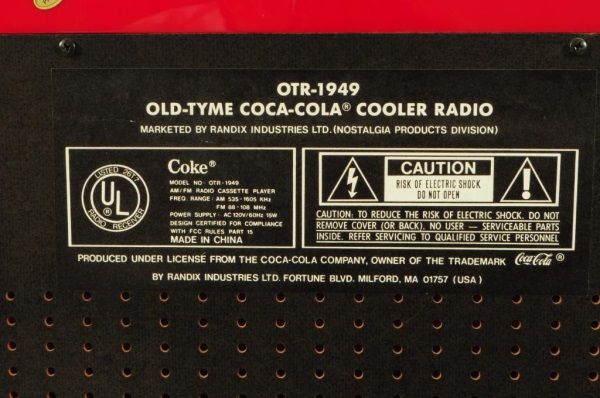 OTR-1949
OLD-TYME COCA-COLA® COOLER RADIO
MARKETED BY RANDIX INDUSTRIES LTD. (NOSTALGIA PRODUCTS DIVISION)
LISTED 26T7
UL®
RADIO RECEIVER
Coke®
MODEL NO : OTR-1949
AM/FM RADIO CASSETTE PLAYER
FREQ. RANGE : AM 535-1605 KHz
FM 88-108 MHz
POWER SUPPLY : AC 120V/60Hz 15W
DESIGN CERTIFIED FOR COMPLIANCE
WITH FCC RULES PART 15
MADE IN CHINA
CAUTION
RISK OF ELECTRIC SHOCK
DO NOT OPEN
CAUTION: TO REDUCE THE RISK OF ELECTRIC SHOCK. DO NOT
REMOVE COVER (OR BACK). NO USER — SERVICEABLE PARTS
INSIDE. REFER SERVICING TO QUALIFIED SERVICE PERSONNEL
PRODUCED UNDER LICENSE FROM THE COCA-COLA COMPANY, OWNER OF THE TRADEMARK Coca-Cola®
BY RANDIX INDUSTRIES LTD. FORTUNE BLVD. MILFORD, MA 01757 (USA)